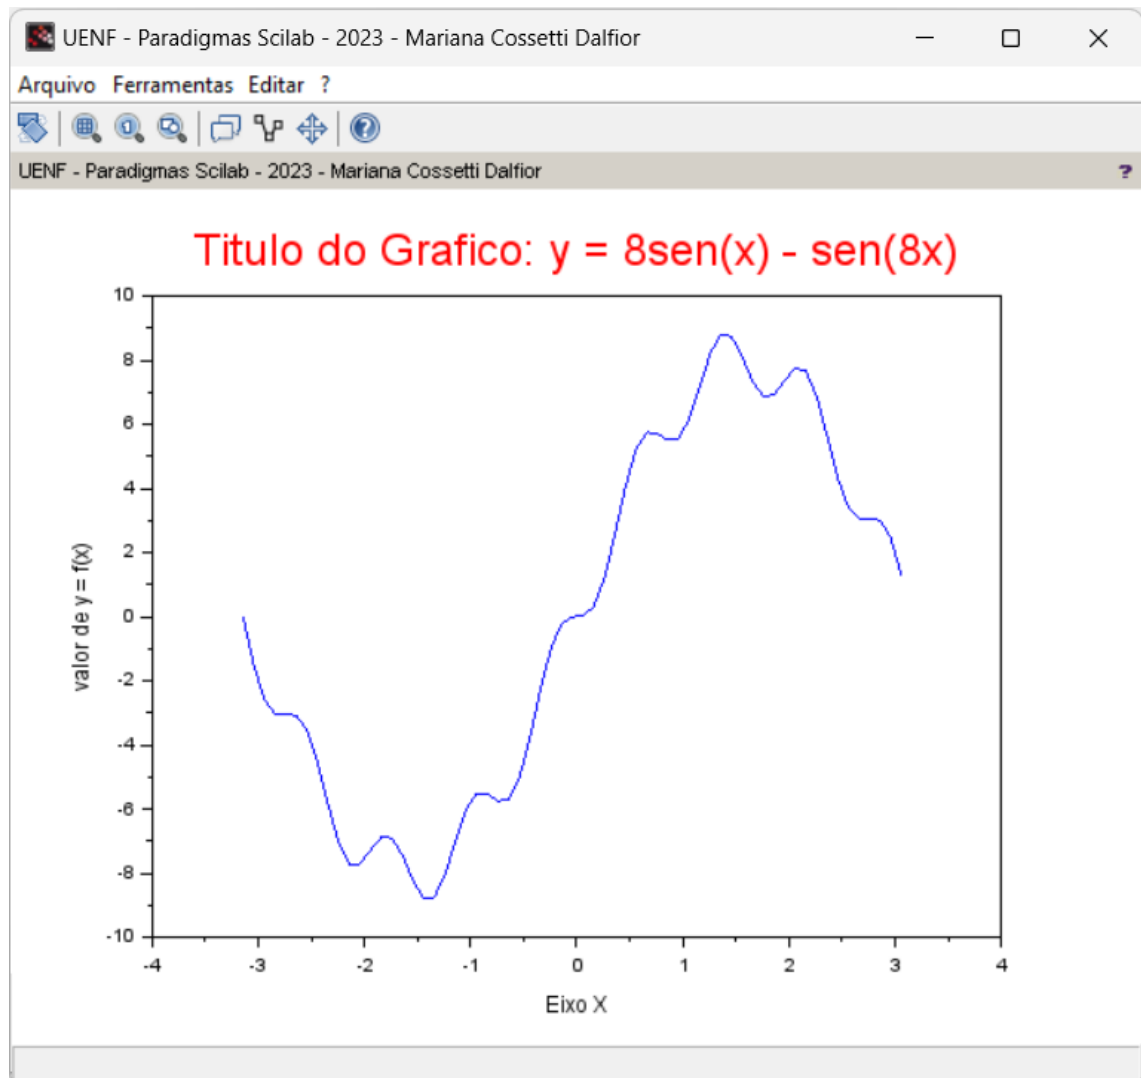 UENF - Paradigmas Scilab - 2023 - Mariana Cossetti Dalfior
Arquivo Ferramentas Editar ?
UENF - Paradigmas Scilab - 2023 - Mariana Cossetti Dalfior ?
Titulo do Grafico: y = 8sen(x) - sen(8x)
10
8
6
4
2
0
-2
-4
-6
-8
-10
valor de y = f(x)
-4 -3 -2 -1 0 1 2 3 4
Eixo X